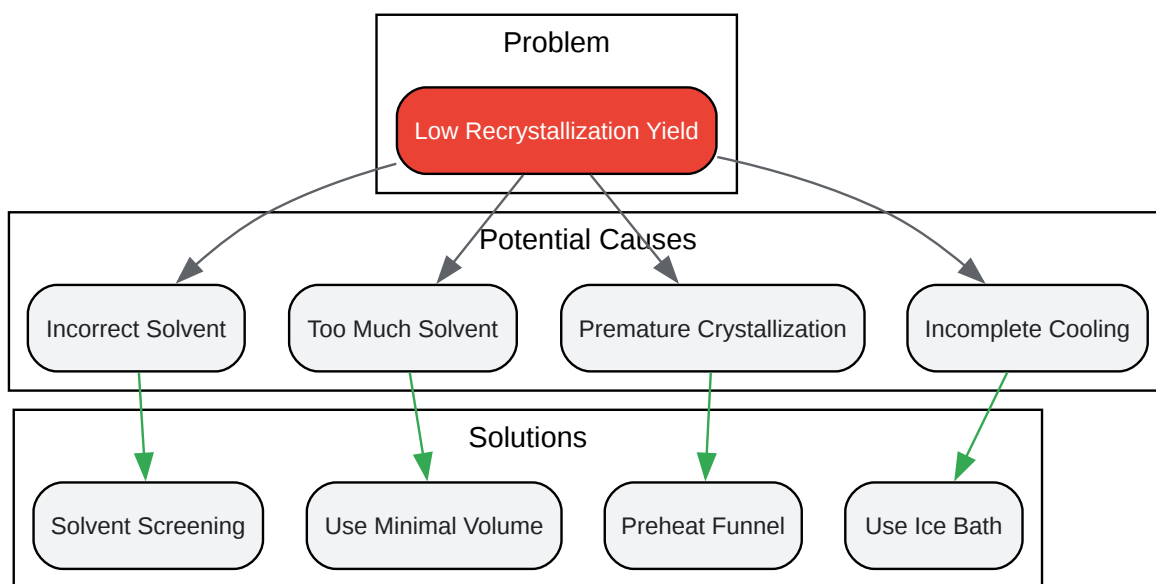 Problem
Low Recrystallization Yield
Potential Causes
Incorrect Solvent
Too Much Solvent
Premature Crystallization
Incomplete Cooling
Solutions
Solvent Screening
Use Minimal Volume
Preheat Funnel
Use Ice Bath